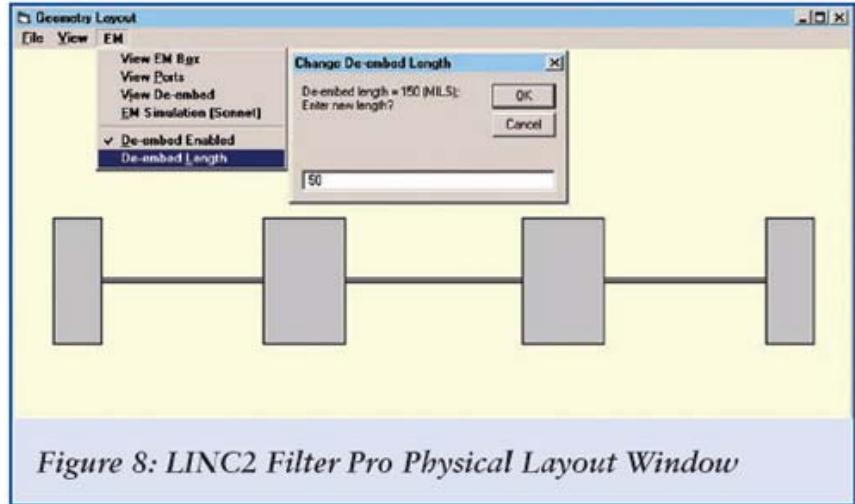 Geometry Layout
File View EM
View EM Box
View Ports
View De-embed
EM Simulation (Sonnet)
✓ De-embed Enabled
De-embed Length
Change De-embed Length
De-embed length = 150 (MILS);
Enter new length?
OK
Cancel
50
Figure 8: LINC2 Filter Pro Physical Layout Window